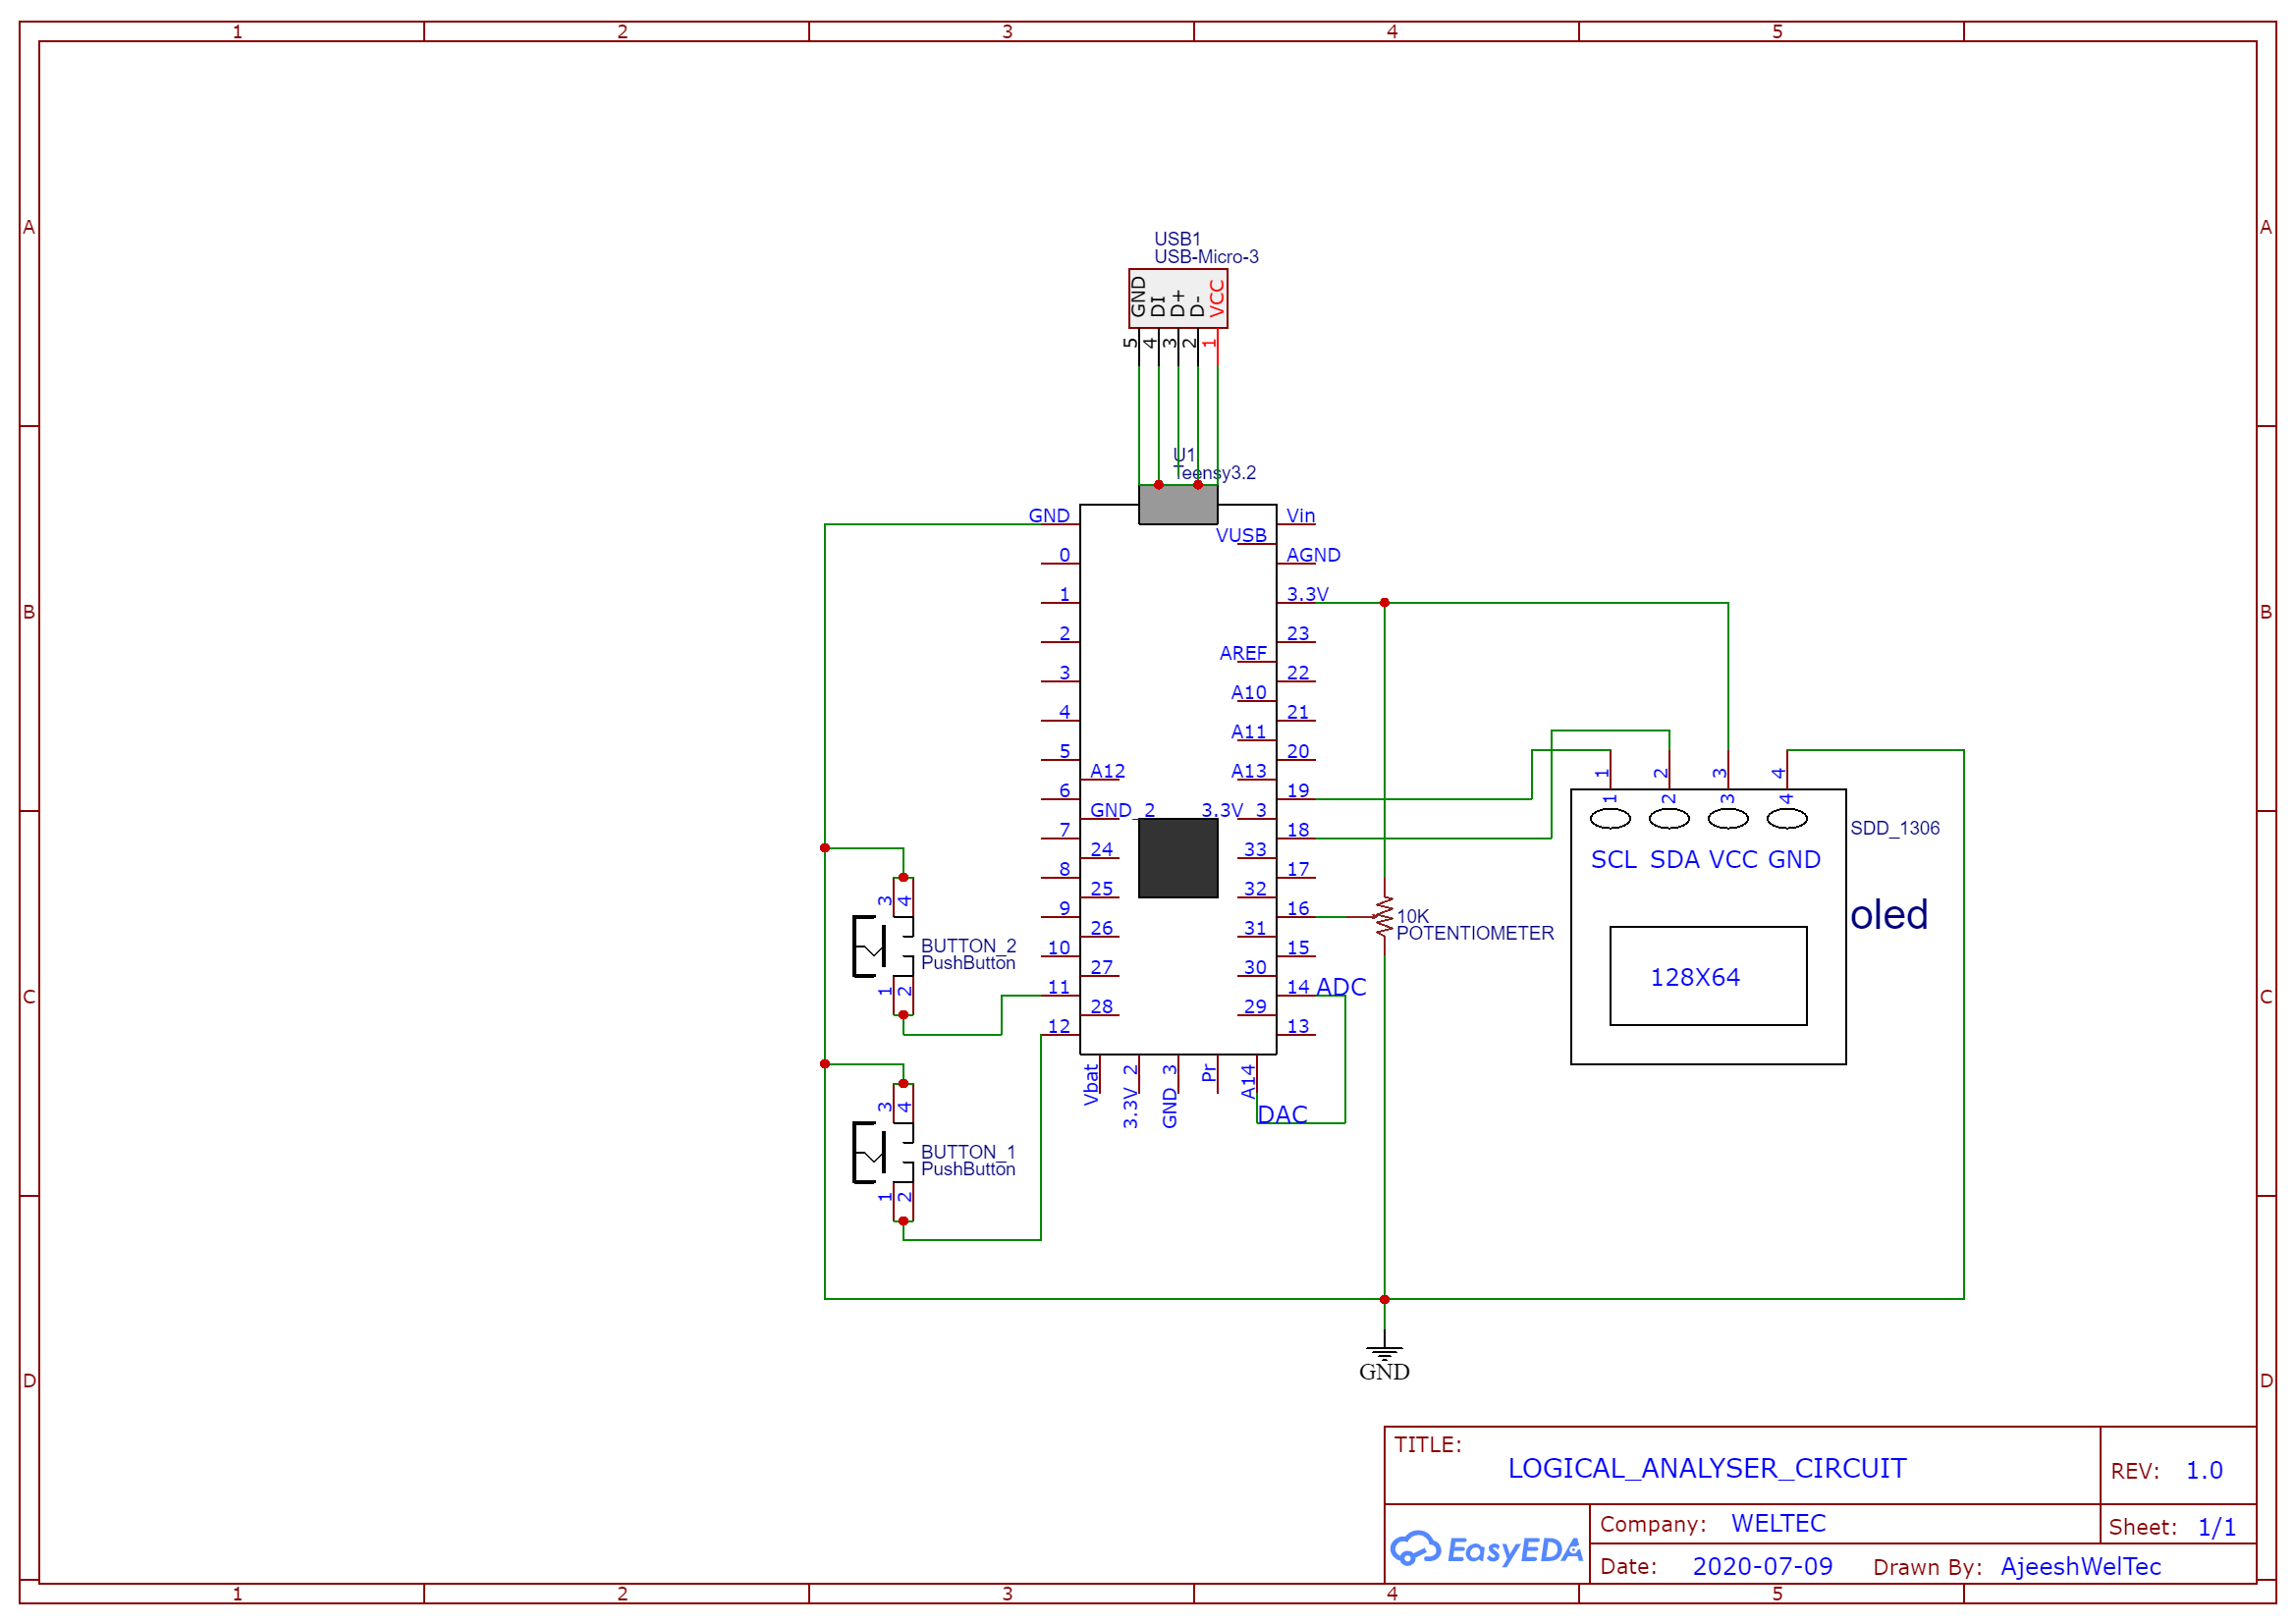 1 2 3 4 5
A A
B B
C C
D D
USB1
USB-Micro-3
GND DI D+ D- VCC
5 4 3 2 1
U1
Teensy3.2
GND Vin
VUSB
0 AGND
1 3.3V
2 23
AREF
3 22
A10
4 21
A11
5 20
A12 A13
6 19
GND_2 3.3V_3
7 18
24 33
8 17
25 32
9 16
26 31
10 15
27 30
11 14 ADC
28 29
12 13
Vbat 3.3V_2 GND_3 Pr A14
DAC
3 4
BUTTON_2
PushButton
1 2
3 4
BUTTON_1
PushButton
1 2
10K
POTENTIOMETER
1 2 3 4
1 2 3 4
SDD_1306
SCL SDA VCC GND
oled
128X64
GND
TITLE:
LOGICAL_ANALYSER_CIRCUIT
REV: 1.0
EasyEDA
Company: WELTEC
Sheet: 1/1
Date: 2020-07-09 Drawn By: AjeeshWelTec
1 2 3 4 5